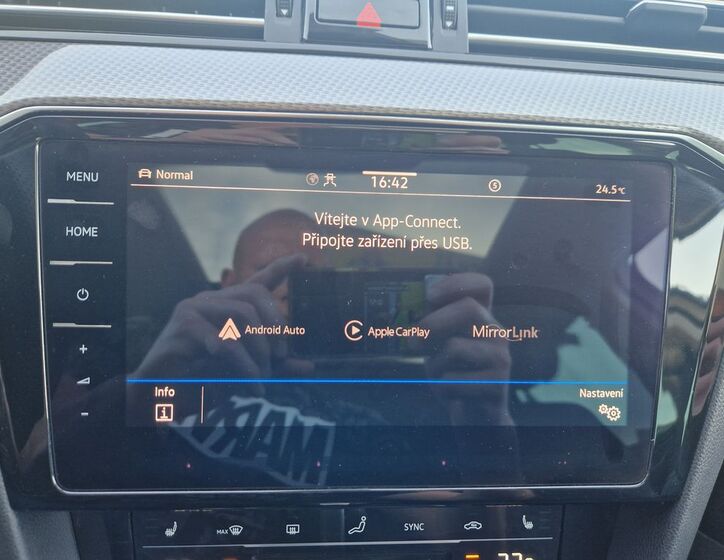 MENU
HOME
+
-
Normal
16:42
S
24.5°C
Vítejte v App-Connect.
Připojte zařízení přes USB.
Android Auto
Apple CarPlay
MirrorLink
Info
i
Nastavení
MAX
SYNC